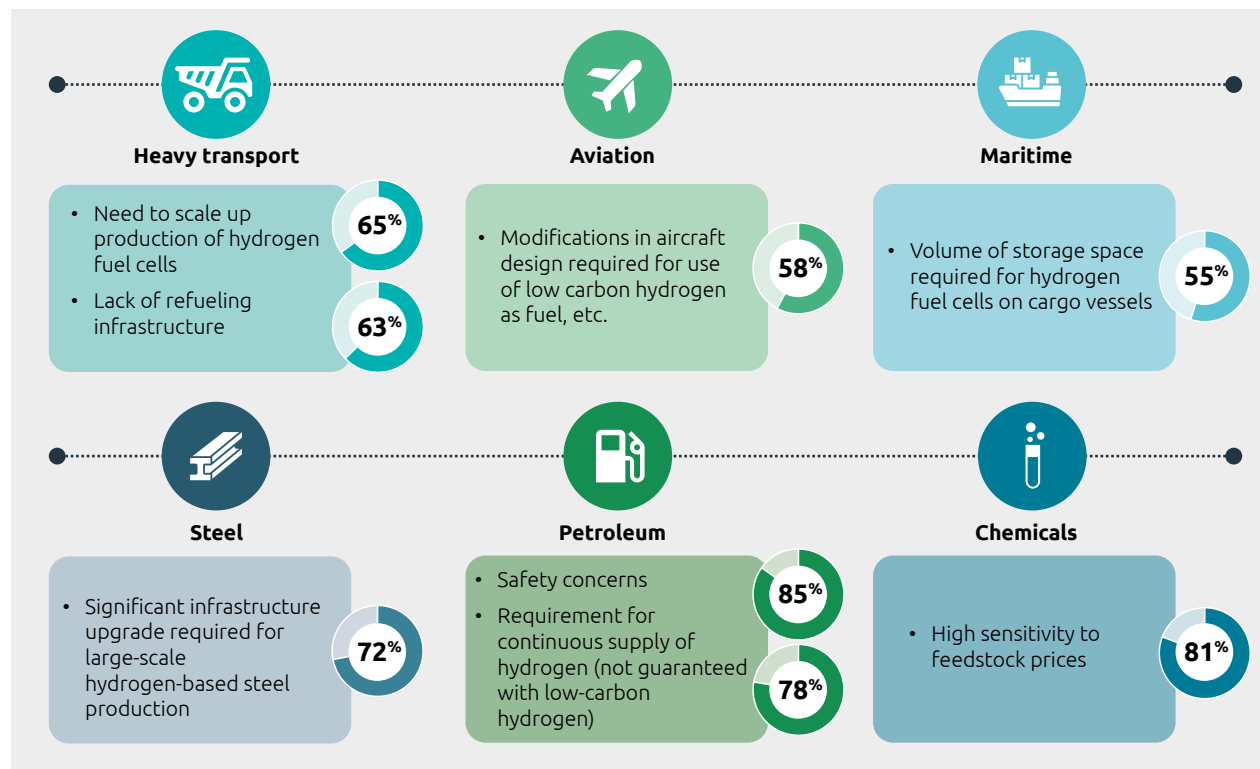 Heavy transport
• Need to scale up
production of hydrogen
fuel cells
65%
• Lack of refueling
infrastructure
63%
Aviation
• Modifications in aircraft
design required for use
of low carbon hydrogen
as fuel, etc.
58%
Maritime
• Volume of storage space
required for hydrogen
fuel cells on cargo vessels
55%
Steel
• Significant infrastructure
upgrade required for
large-scale
hydrogen-based steel
production
72%
Petroleum
• Safety concerns
85%
• Requirement for
continuous supply of
hydrogen (not guaranteed
with low-carbon
hydrogen)
78%
Chemicals
• High sensitivity to
feedstock prices
81%